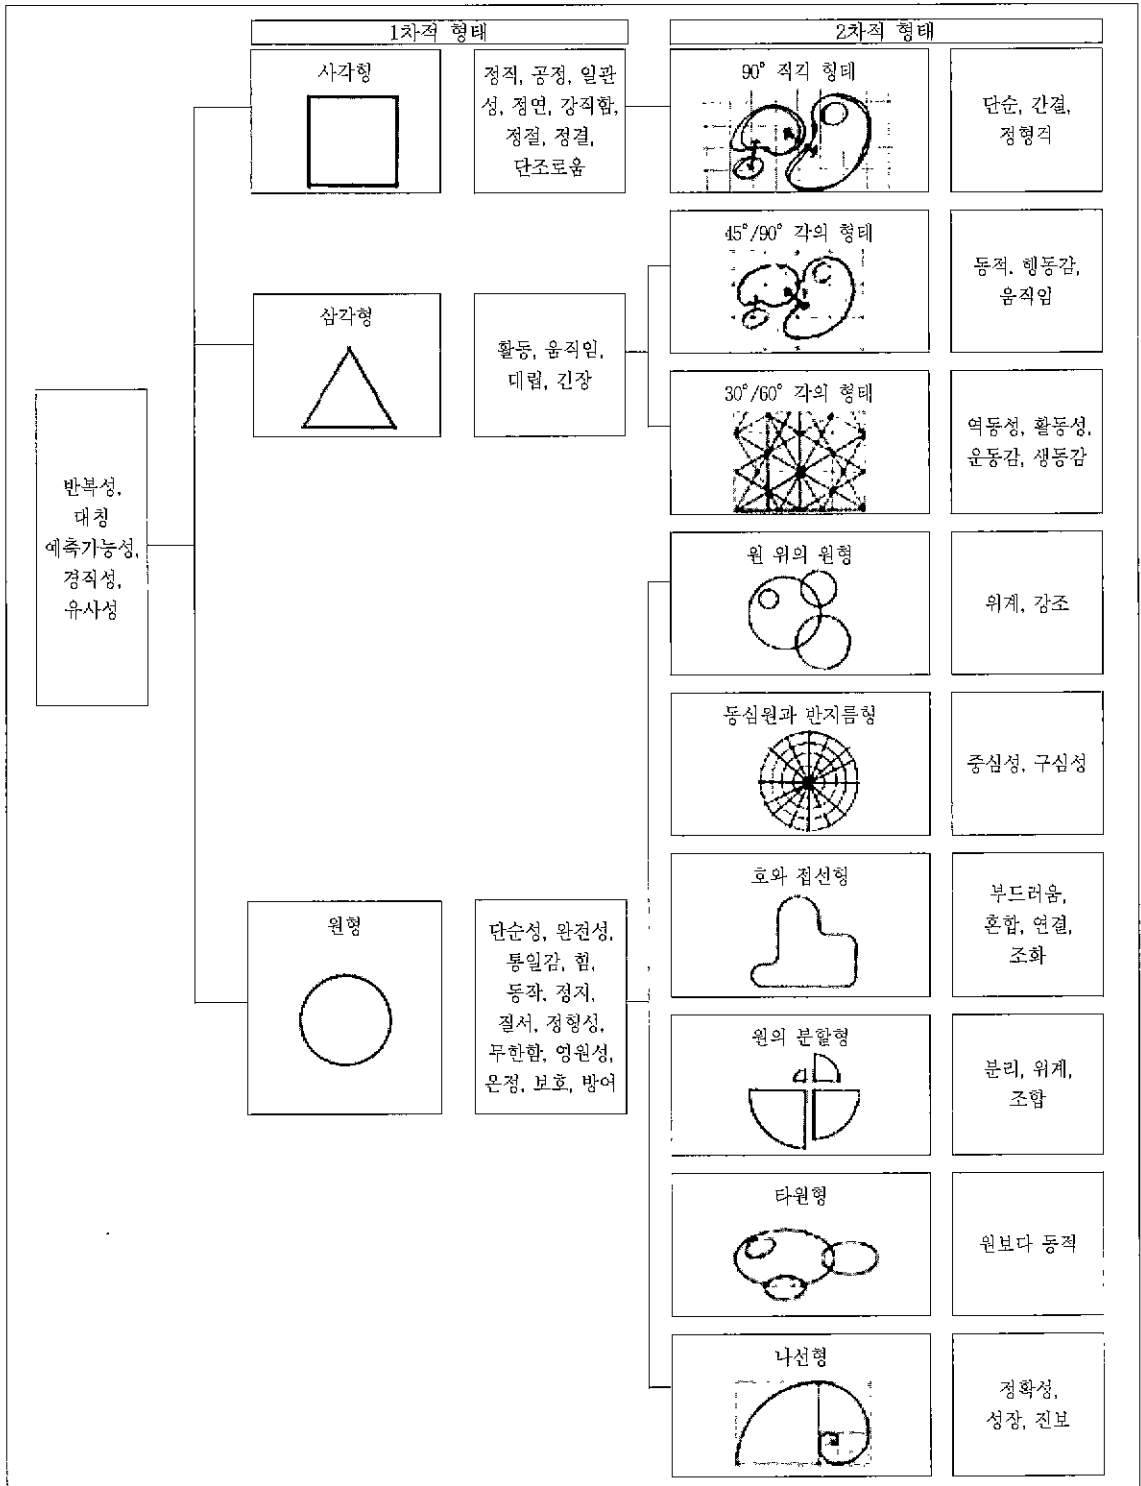 1차적 형태
2차적 형태
사각형
정직, 공정, 일관
성, 정연, 강직함,
정절, 정결,
단조로움
90° 직각 형태
단순, 간결,
정형적
45°/90° 각의 형태
동적, 행동감,
움직임
삼각형
활동, 움직임,
대립, 긴장
30°/60° 각의 형태
역동성, 활동성,
운동감, 생동감
반복성,
대칭
예측가능성,
경직성,
유사성
원 위의 원형
위계, 강조
동심원과 반지름형
중심성, 구심성
원형
단순성, 완전성,
통일감, 힘,
동작, 정지,
질서, 정형성,
무한함, 영원성,
온정, 보호, 방어
호와 접선형
부드러움,
혼합, 연결,
조화
원의 분할형
분리, 위계,
조합
타원형
원보다 동적
나선형
정확성,
성장, 진보